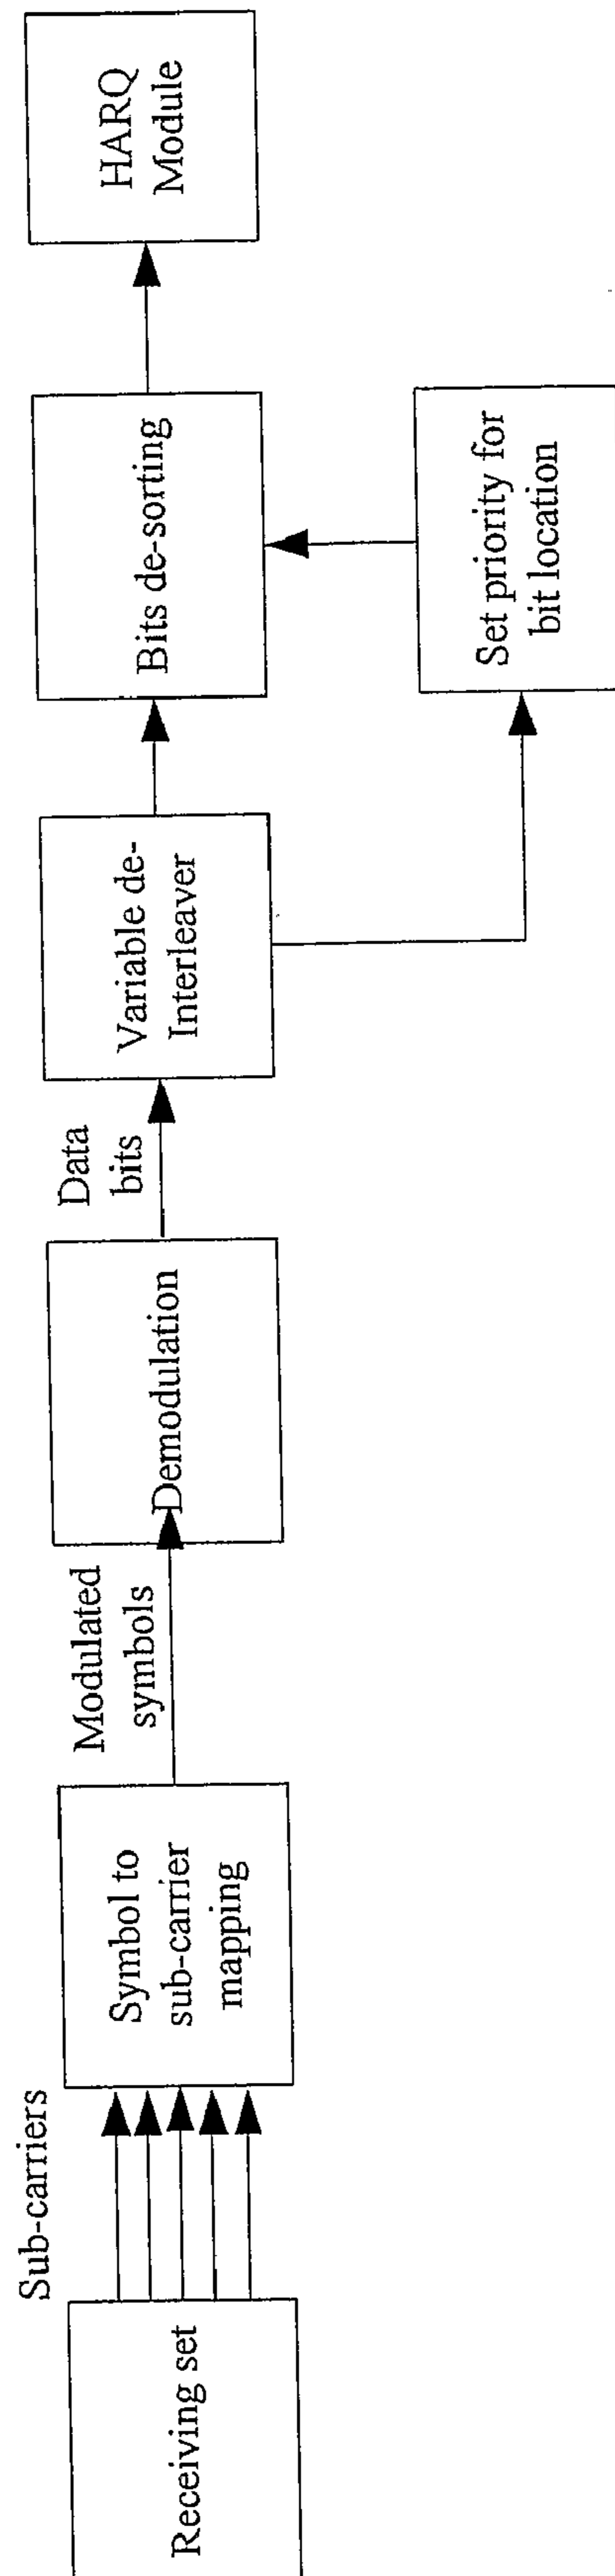 Receiving set
Sub-carriers
Symbol to
sub-carrier
mapping
Modulated
symbols
Demodulation
Data
bits
Variable de-
Interleaver
Bits de-sorting
Set priority for
bit location
HARQ
Module